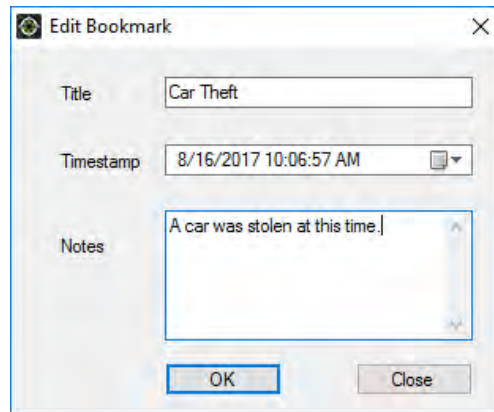 Edit Bookmark
Title
Car Theft
Timestamp
8/16/2017 10:06:57 AM
Notes
A car was stolen at this time.
OK
Close